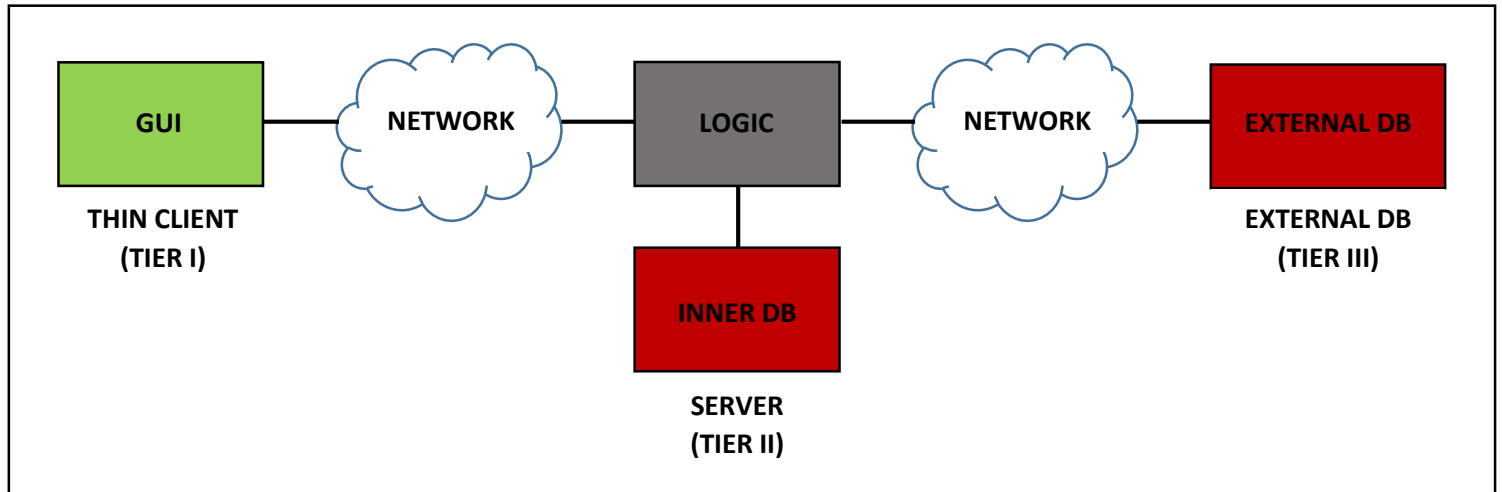 GUI
NETWORK
LOGIC
NETWORK
EXTERNAL DB
THIN CLIENT
(TIER I)
EXTERNAL DB
(TIER III)
INNER DB
SERVER
(TIER II)